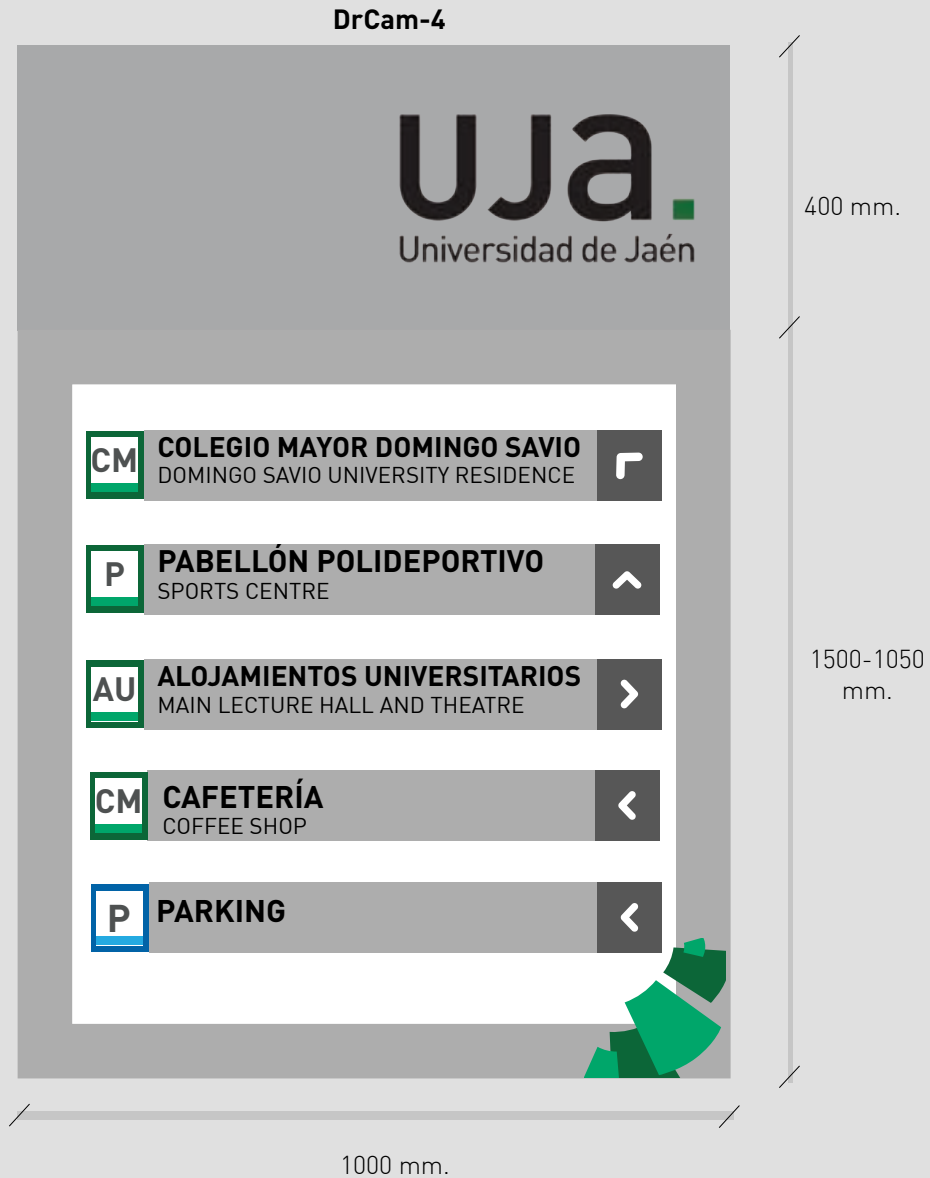 DrCam-4
uja.
Universidad de Jaén
400 mm.
CM
COLEGIO MAYOR DOMINGO SAVIO
DOMINGO SAVIO UNIVERSITY RESIDENCE
P
PABELLÓN POLIDEPORTIVO
SPORTS CENTRE
AU
ALOJAMIENTOS UNIVERSITARIOS
MAIN LECTURE HALL AND THEATRE
1500-1050
mm.
CM
CAFETERÍA
COFFEE SHOP
P
PARKING
1000 mm.